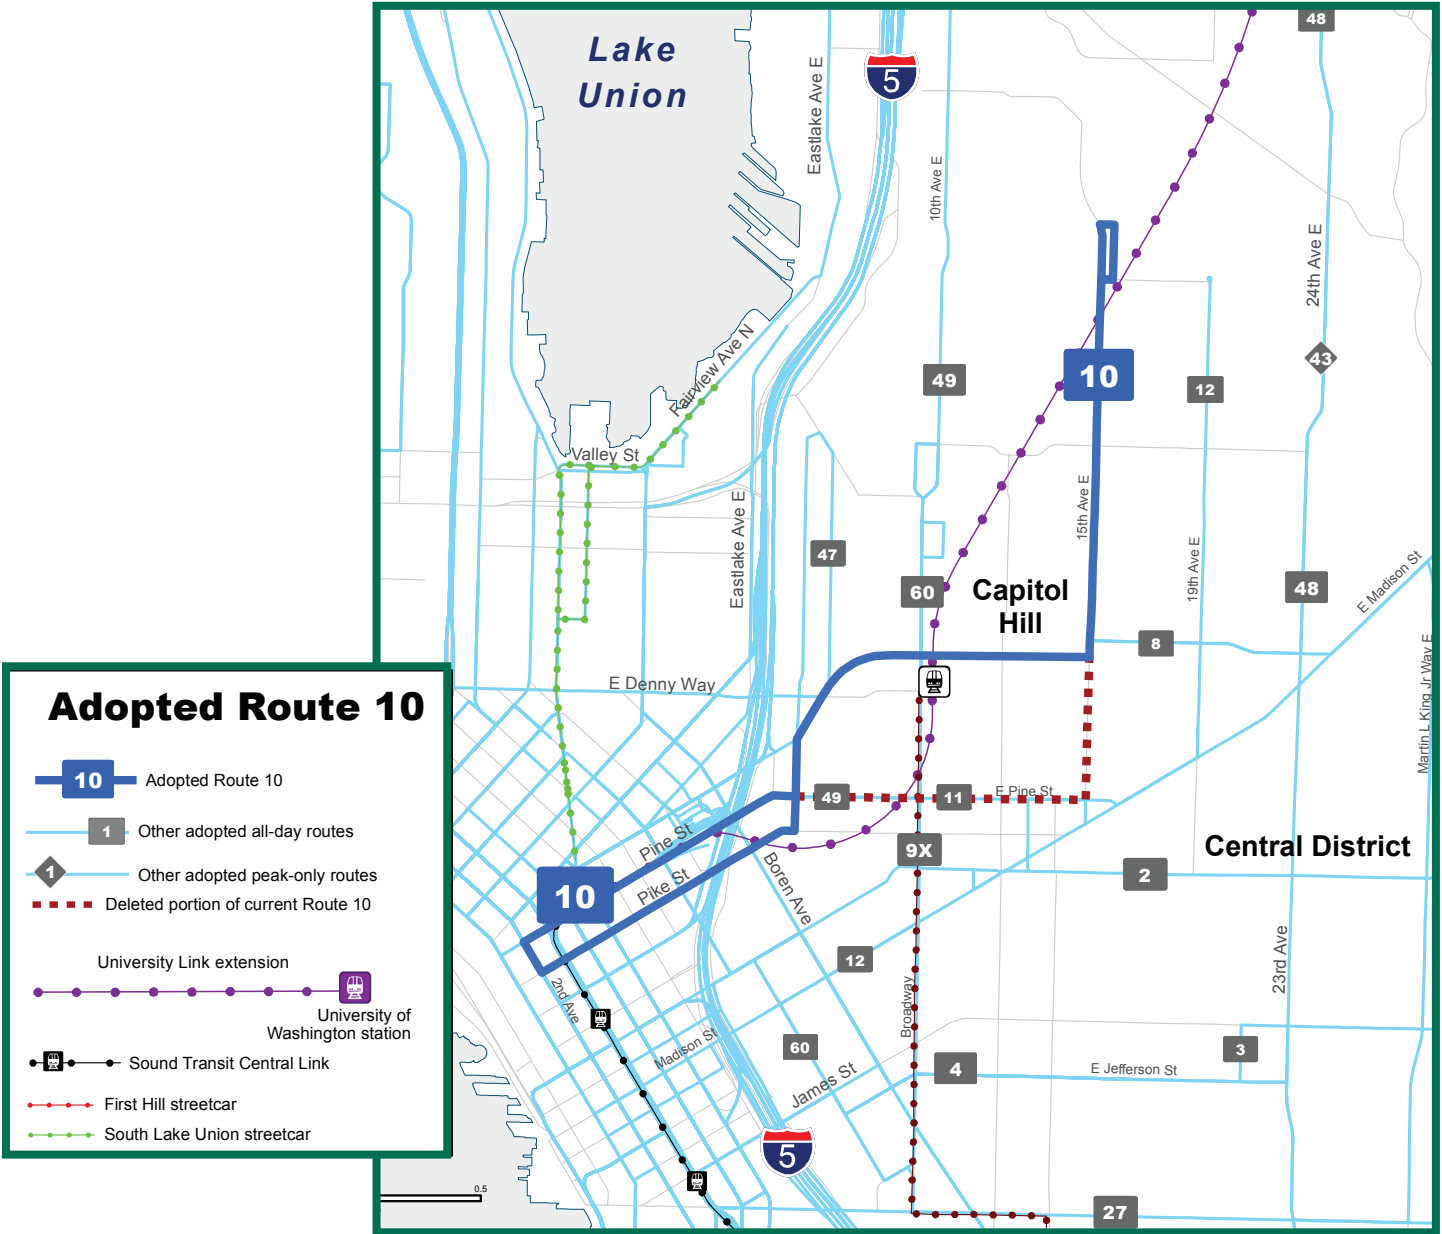 48
Lake
Union
5
Eastlake Ave E
10th Ave E
24th Ave E
43
Fairview Ave N
49
10
12
Valley St
15th Ave E
Eastlake Ave E
47
19th Ave E
E Madison St
60
Capitol
Hill
48
8
Martin L King Jr Way E
E Denny Way
49
11
E Pine St
Pine St
9X
Central District
Boren Ave
2
10
Pike St
12
23rd Ave
2nd Ave
Broadway
Madison St
60
3
4
E Jefferson St
James St
5
27
0.5
Adopted Route 10
10
Adopted Route 10
1
Other adopted all-day routes
1
Other adopted peak-only routes
Deleted portion of current Route 10
University Link extension
University of
Washington station
Sound Transit Central Link
First Hill streetcar
South Lake Union streetcar